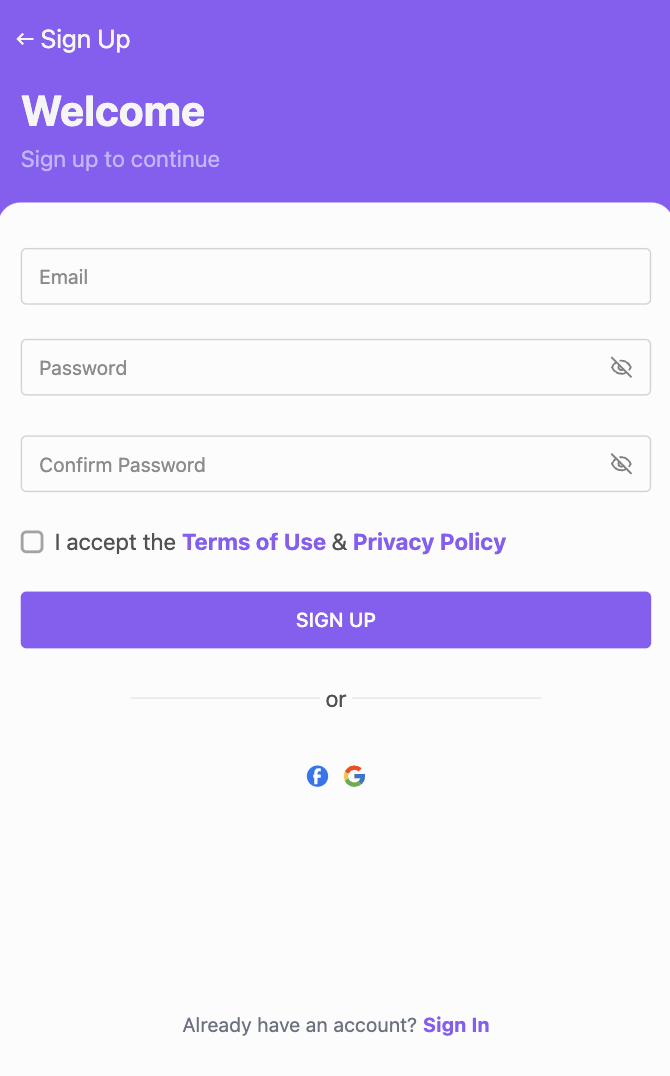 ← Sign Up
Welcome
Sign up to continue
Email
Password
Confirm Password
I accept the Terms of Use & Privacy Policy
SIGN UP
or
Already have an account? Sign In